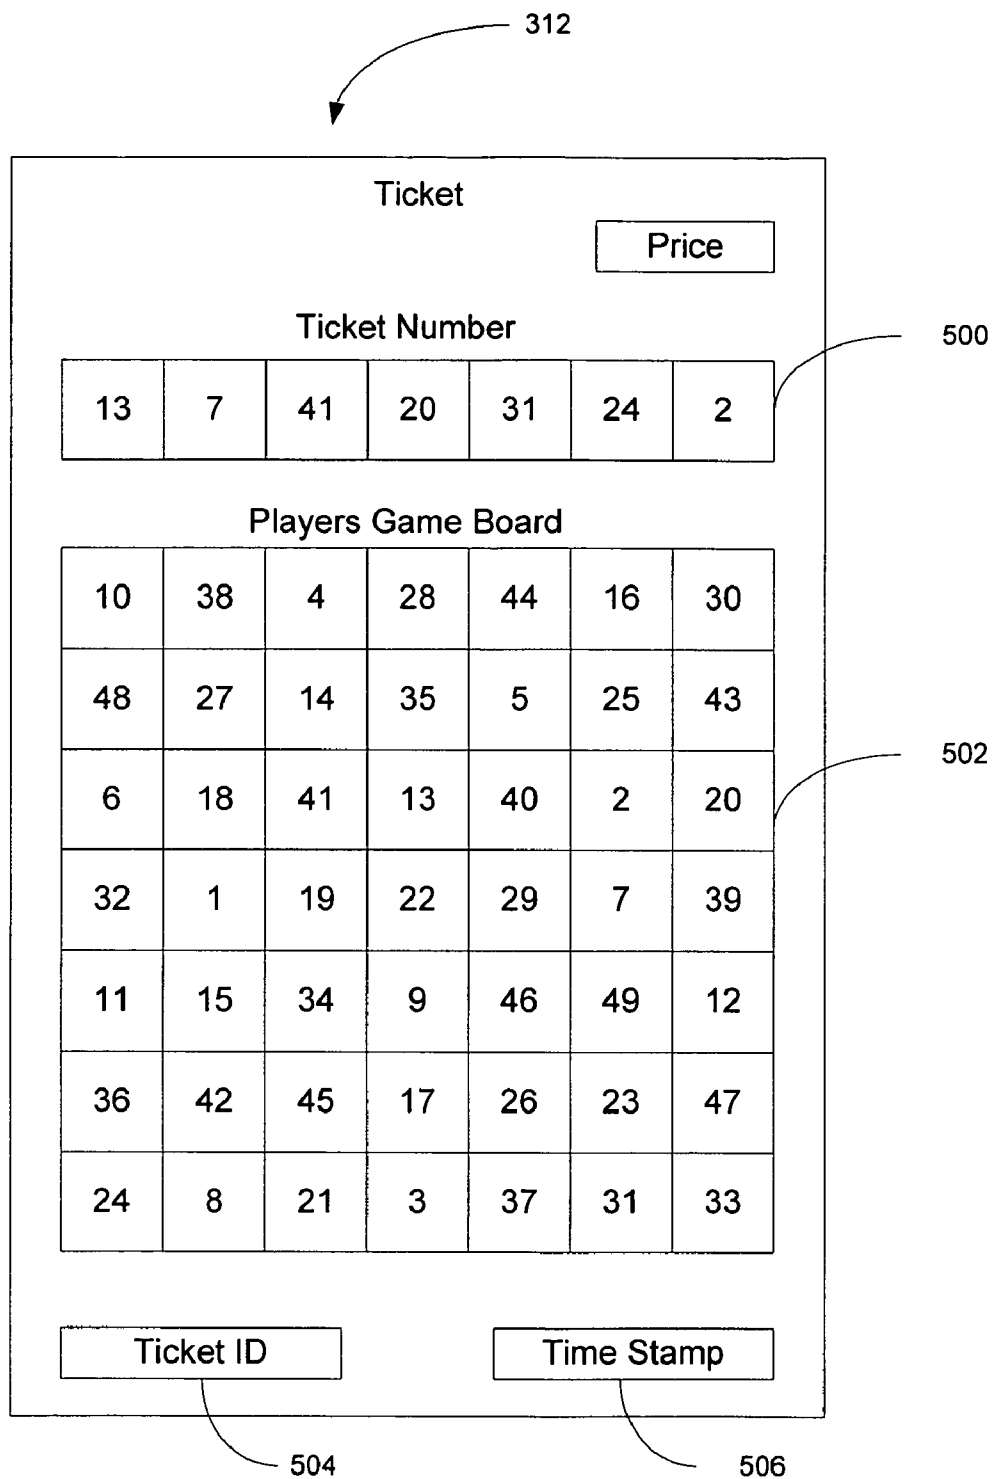 312
Ticket
Price
Ticket Number
500
13 7 41 20 31 24 2
Players Game Board
10 38 4 28 44 16 30
48 27 14 35 5 25 43
502
6 18 41 13 40 2 20
32 1 19 22 29 7 39
11 15 34 9 46 49 12
36 42 45 17 26 23 47
24 8 21 3 37 31 33
Ticket ID Time Stamp
504 506